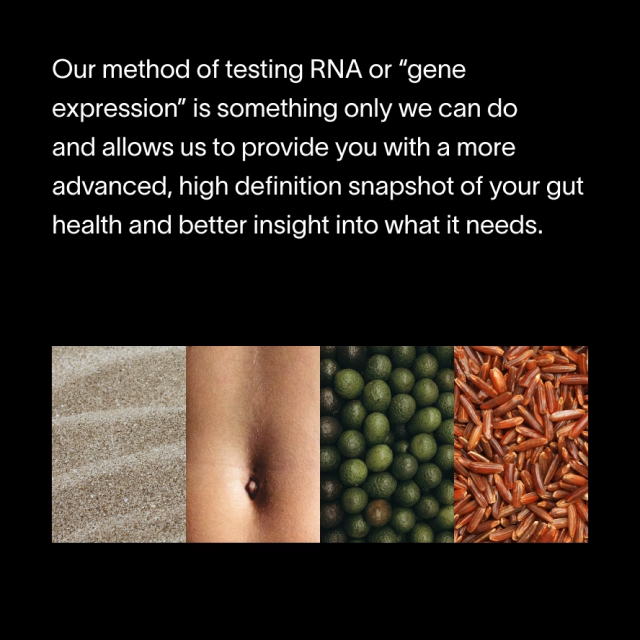 Our method of testing RNA or “gene
expression” is something only we can do
and allows us to provide you with a more
advanced, high definition snapshot of your gut
health and better insight into what it needs.